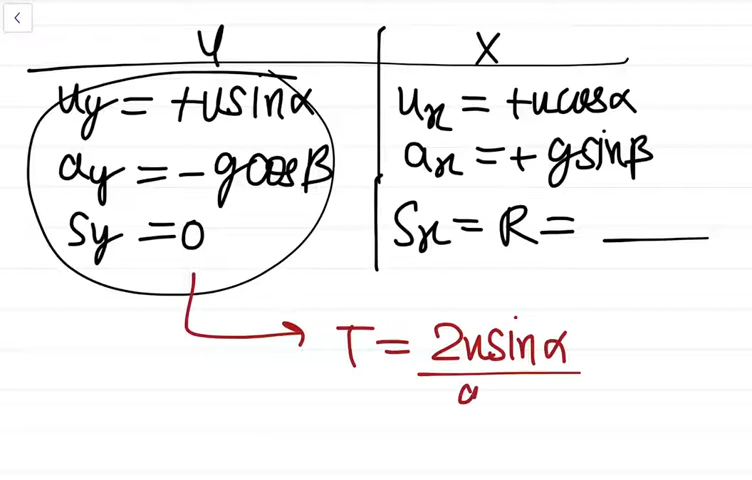 y
x
uy = +usinα
ux = +ucosα
ay = -gcosβ
ax = + gsinβ
Sy = 0
Sx = R = ____
T = 2usinα